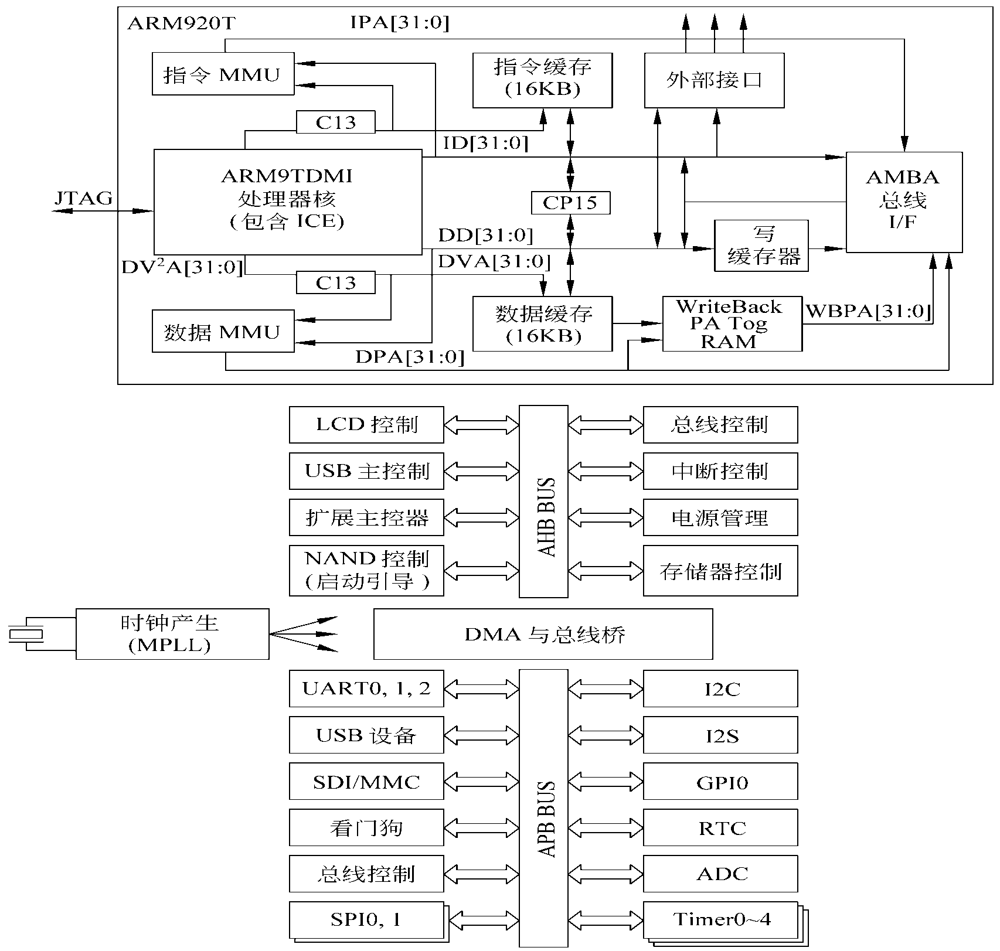 ARM920T
IPA[31:0]
指令 MMU
指令缓存
(16KB)
外部接口
C13
ID[31:0]
ARM9TDMI
处理器核
(包含 ICE)
JTAG
CP15
AMBA
总线
I/F
DD[31:0]
写
缓存器
DV²A[31:0]
DVA[31:0]
C13
数据 MMU
数据缓存
(16KB)
WriteBack
PA Tog
RAM
WBPA[31:0]
DPA[31:0]
LCD 控制
总线控制
USB 主控制
中断控制
扩展主控器
电源管理
NAND 控制
(启动引导)
存储器控制
AHB BUS
时钟产生
(MPLL)
DMA 与总线桥
UART0, 1, 2
I2C
USB 设备
I2S
SDI/MMC
GPI0
看门狗
RTC
总线控制
ADC
SPI0, 1
Timer0~4
APB BUS